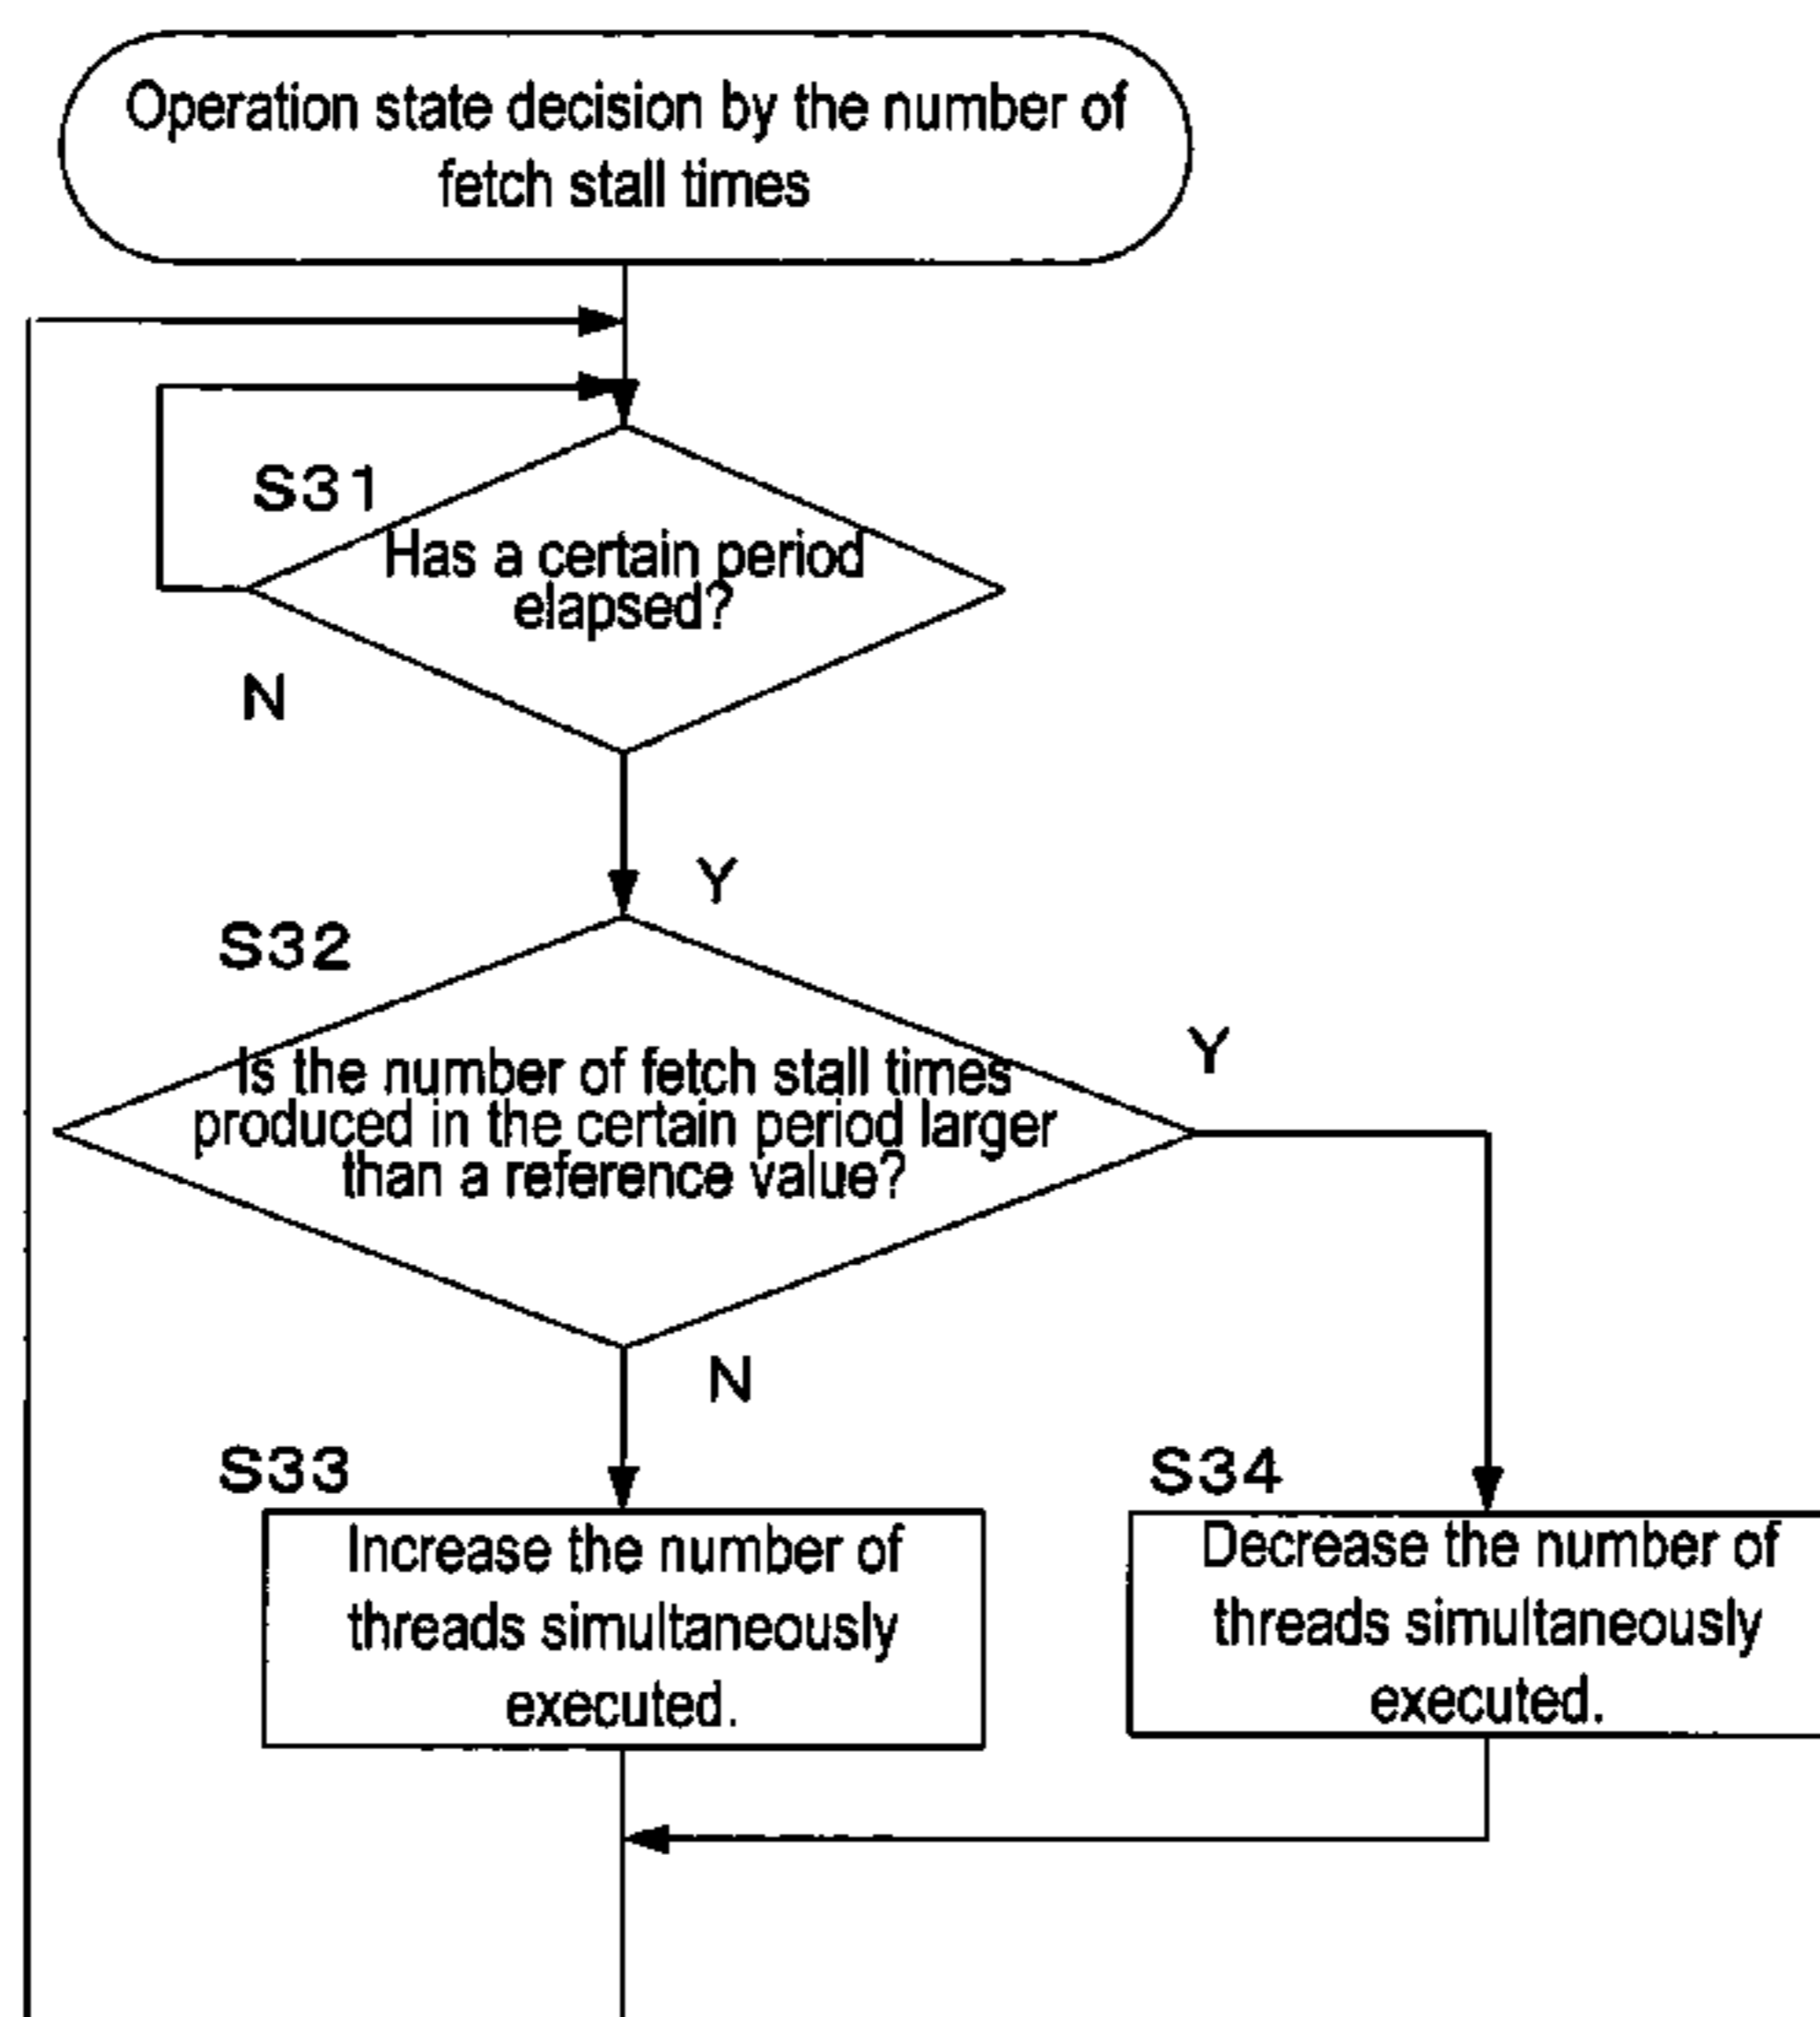 Operation state decision by the number of
fetch stall times
S31
Has a certain period
elapsed?
N
Y
S32
Is the number of fetch stall times
produced in the certain period larger
than a reference value?
Y
N
S33
Increase the number of
threads simultaneously
executed.
S34
Decrease the number of
threads simultaneously
executed.